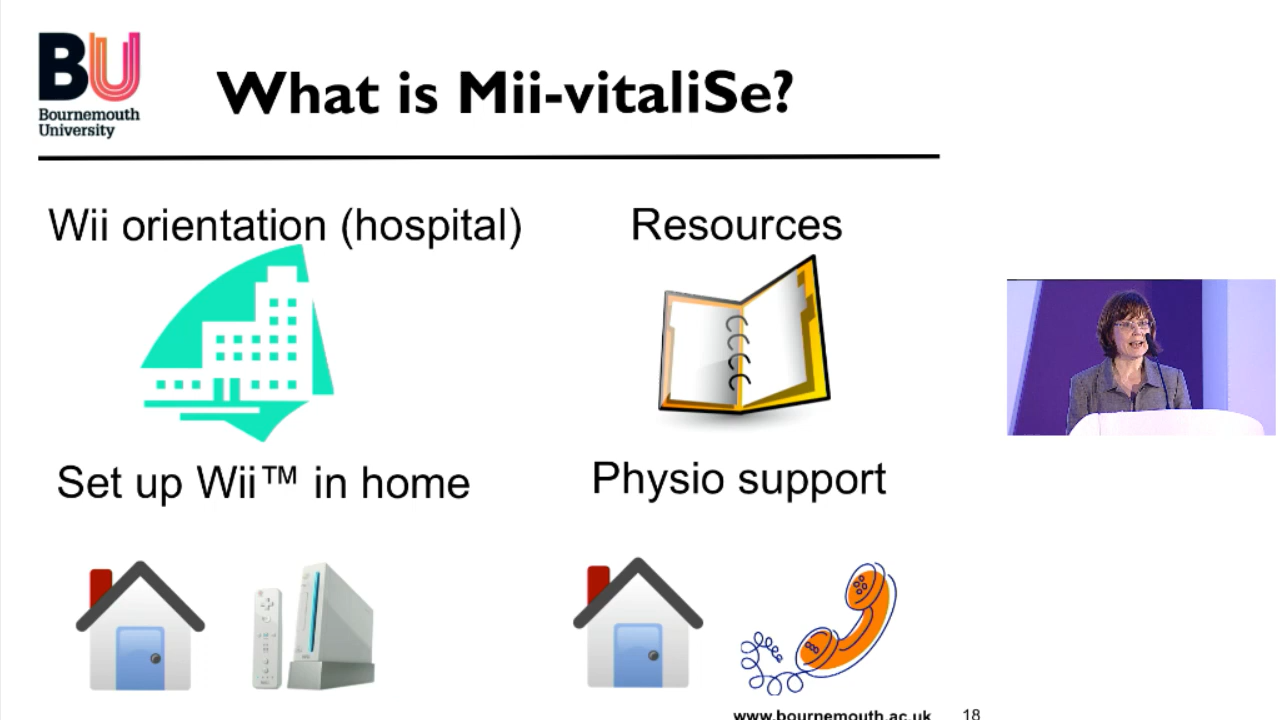 BU
Bournemouth
University
What is Mii-vitaliSe?
Wii orientation (hospital)
Resources
Set up Wii™ in home
Physio support
www.bournemouth.ac.uk
18